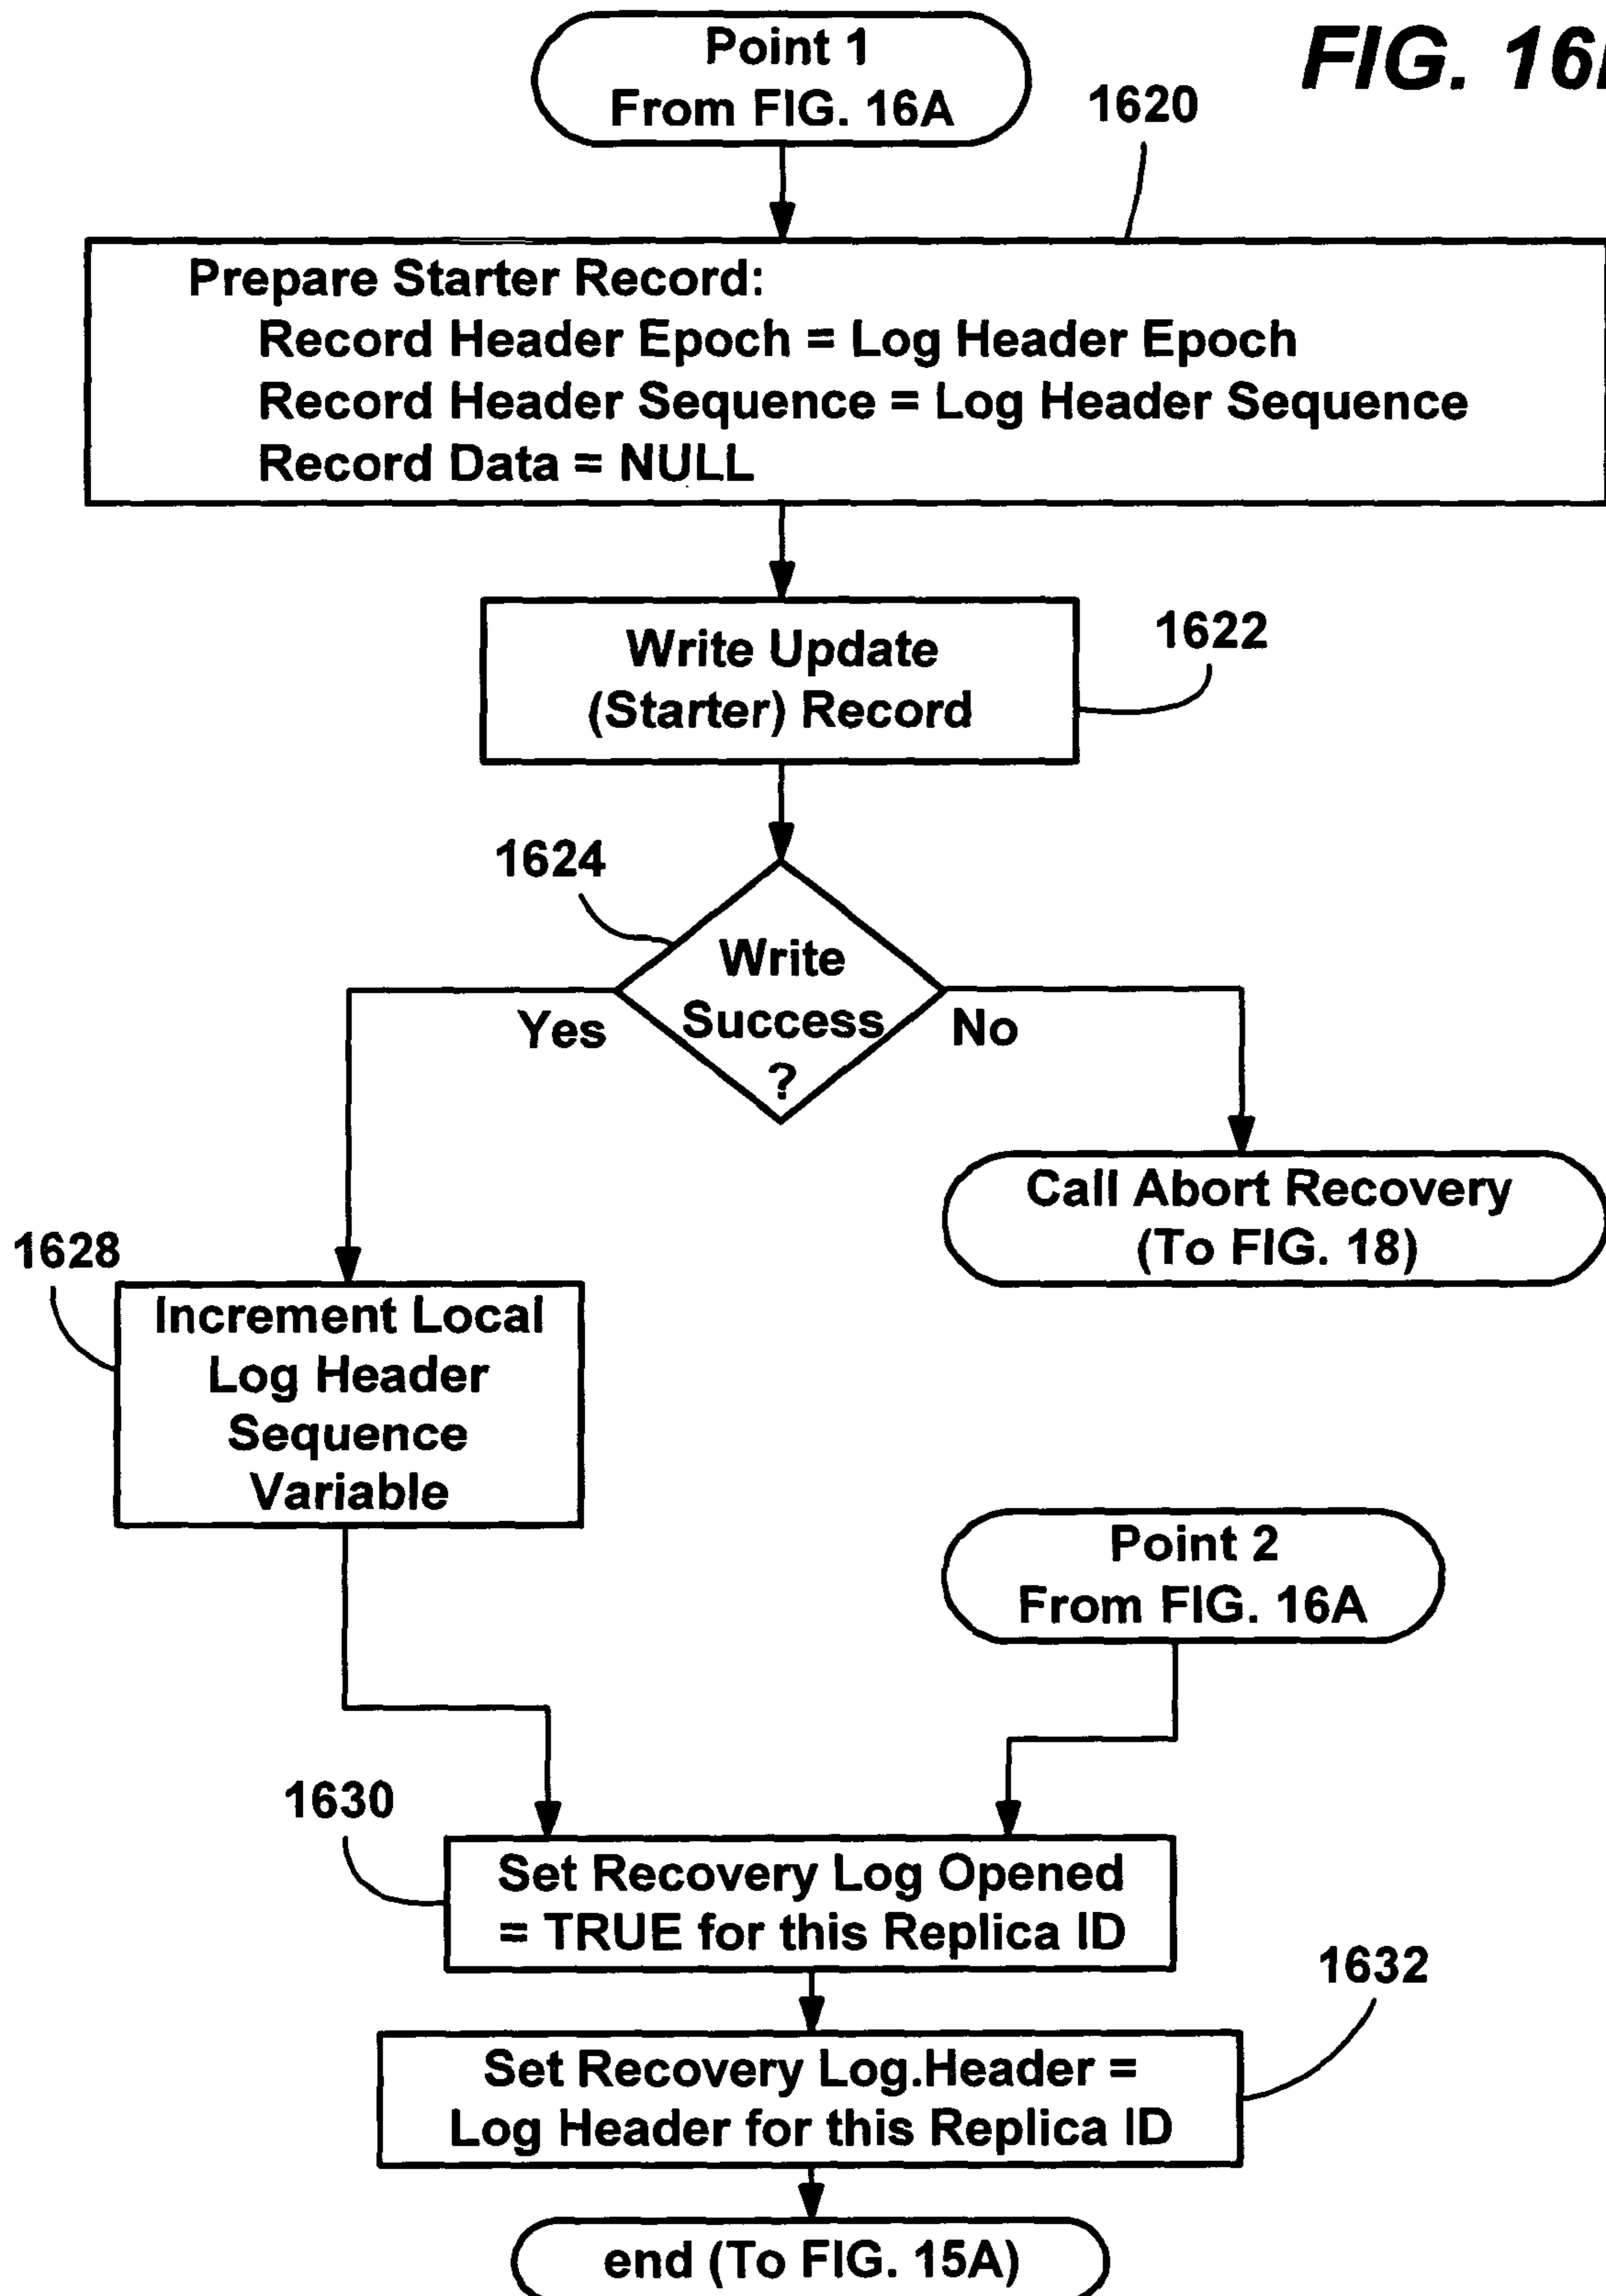 Point 1
From FIG. 16A
FIG. 16
1620
Prepare Starter Record:
Record Header Epoch = Log Header Epoch
Record Header Sequence = Log Header Sequence
Record Data = NULL
Write Update
(Starter) Record
1622
1624
Write
Success
?
Yes
No
Call Abort Recovery
(To FIG. 18)
1628
Increment Local
Log Header
Sequence
Variable
Point 2
From FIG. 16A
1630
Set Recovery Log Opened
= TRUE for this Replica ID
1632
Set Recovery Log.Header =
Log Header for this Replica ID
end (To FIG. 15A)